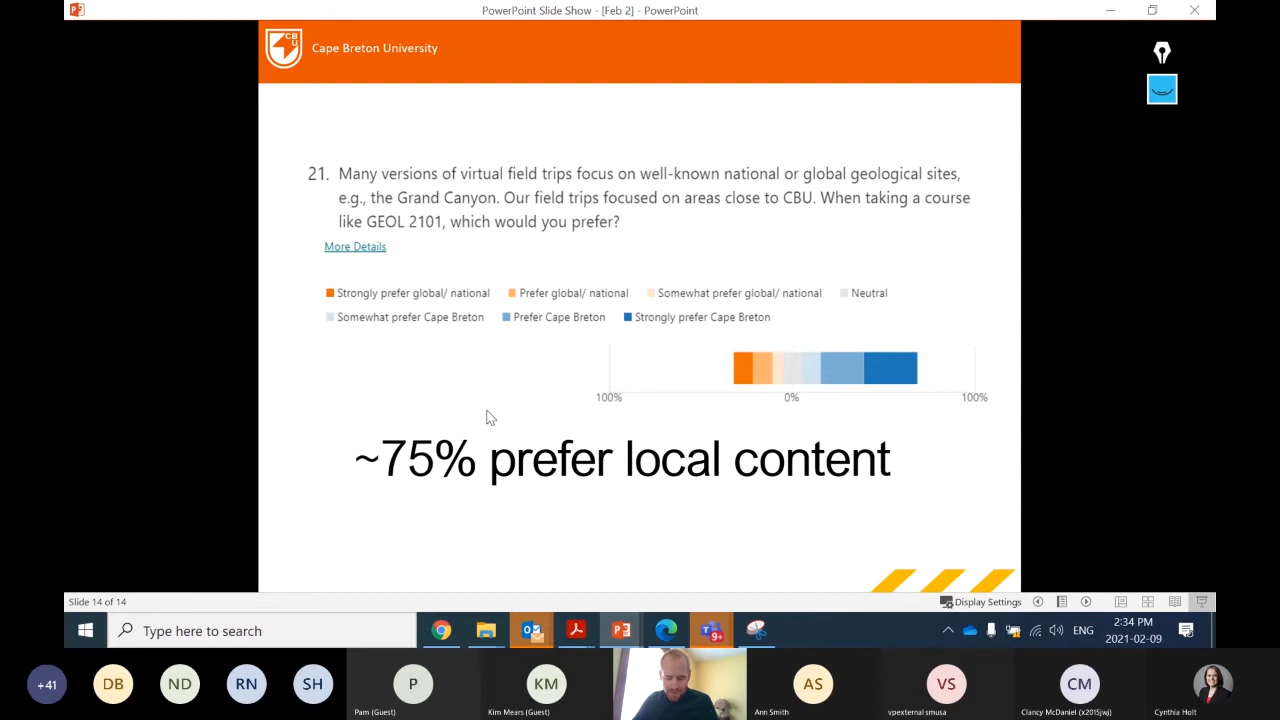 PowerPoint Slide Show - [Feb 2] - PowerPoint
CBU
Cape Breton University
21. Many versions of virtual field trips focus on well-known national or global geological sites,
e.g., the Grand Canyon. Our field trips focused on areas close to CBU. When taking a course
like GEOL 2101, which would you prefer?
More Details
Strongly prefer global/ national Prefer global/ national Somewhat prefer global/ national Neutral
Somewhat prefer Cape Breton Prefer Cape Breton Strongly prefer Cape Breton
100% 0% 100%
~75% prefer local content
Slide 14 of 14 Display Settings
Type here to search 9+ ENG 2:34 PM
2021-02-09
+41 DB ND RN SH P KM AS VS CM
Pam (Guest) Kim Mears (Guest) Ann Smith vpexternal smusa Clancy McDaniel (x2015jwj) Cynthia Holt